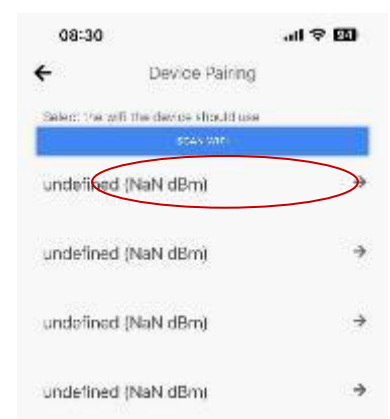 08:30
24
Device Pairing
Select the wifi the device should use
SCAN WIFI
undefined (NaN dBm)
undefined (NaN dBm)
undefined (NaN dBm)
undefined (NaN dBm)